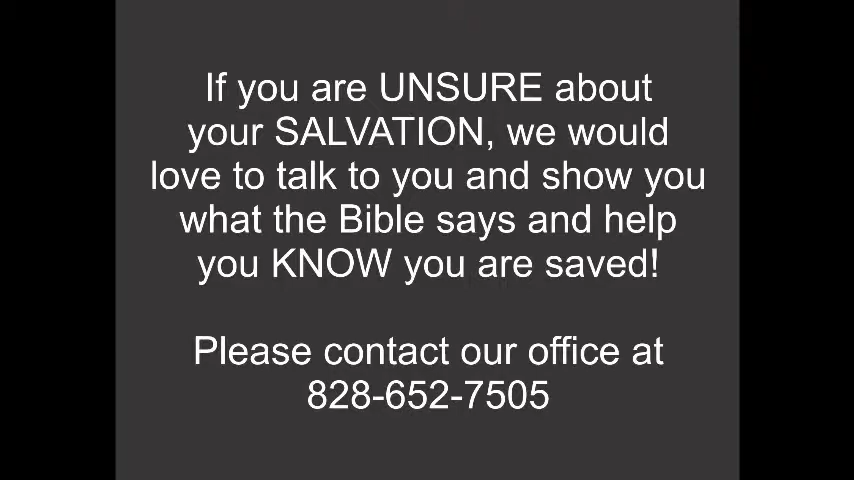 If you are UNSURE about
your SALVATION, we would
love to talk to you and show you
what the Bible says and help
you KNOW you are saved!
Please contact our office at
828-652-7505